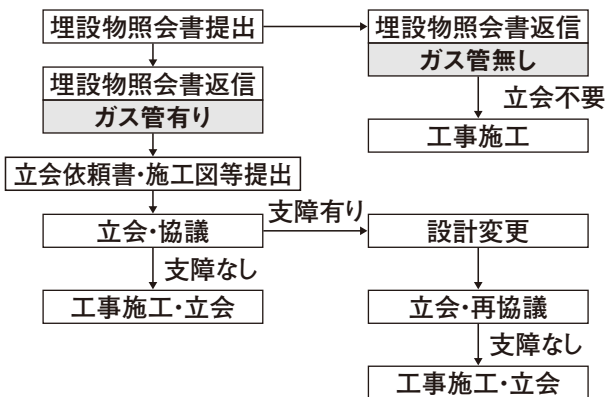 埋設物照会書提出
埋設物照会書返信
ガス管無し
埋設物照会書返信
ガス管有り
立会不要
工事施工
立会依頼書・施工図等提出
支障有り
立会・協議
設計変更
支障なし
工事施工・立会
立会・再協議
支障なし
工事施工・立会